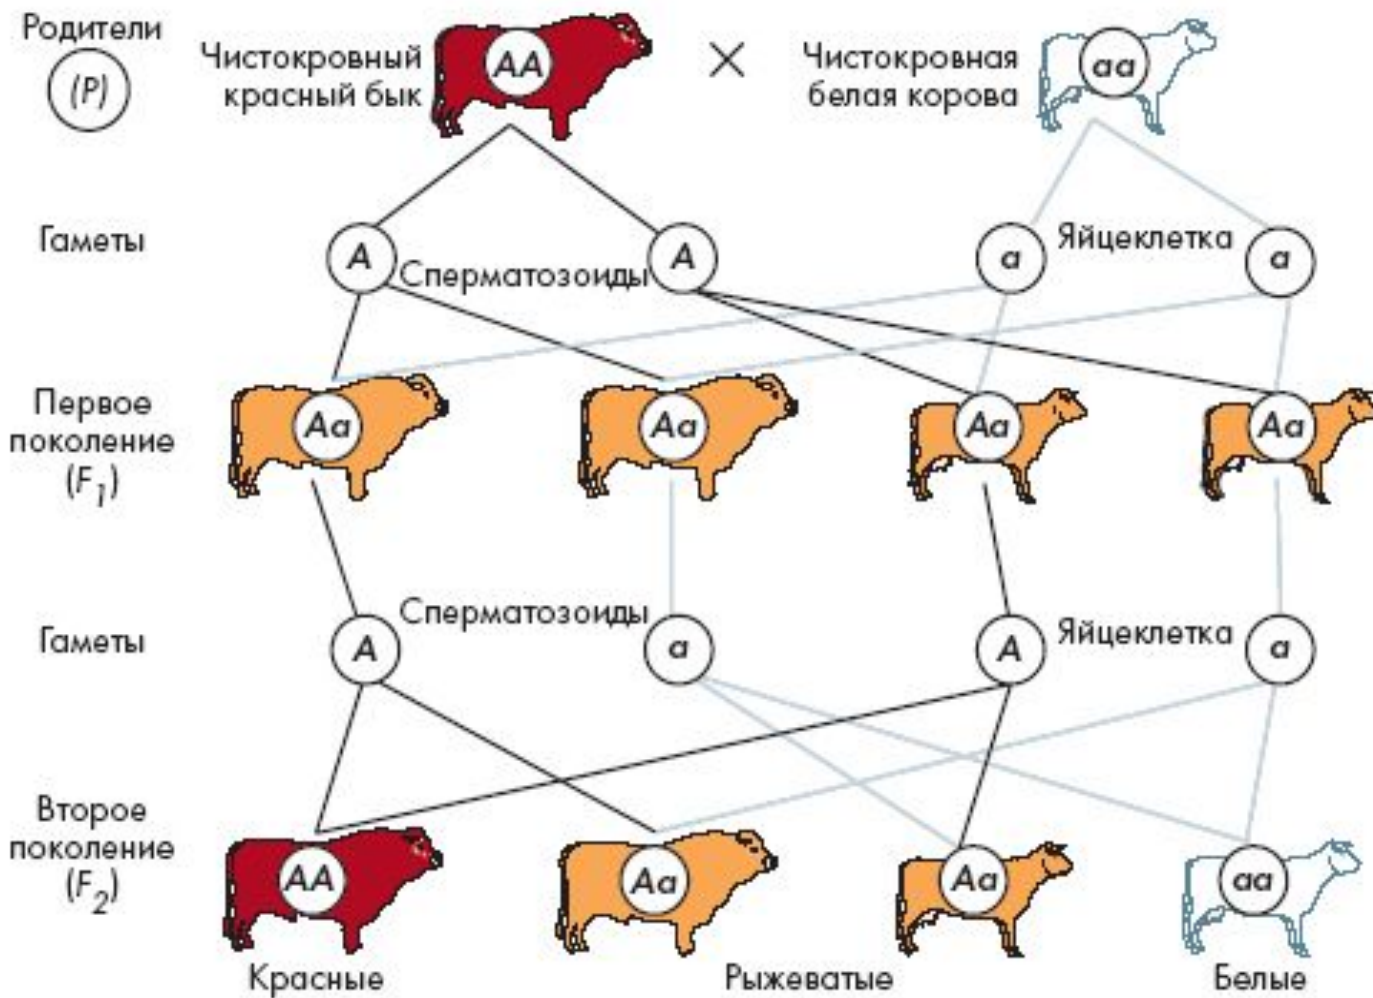 Родители
(P)
Чистокровный
красный бык
AA
×
Чистокровная
белая корова
aa
Гаметы
A
Сперматозоиды
A
a
Яйцеклетка
a
Первое
поколение
(F1)
Aa
Aa
Aa
Aa
Гаметы
A
Сперматозоиды
a
A
Яйцеклетка
a
Второе
поколение
(F2)
AA
Aa
Aa
aa
Красные
Рыжеватые
Белые